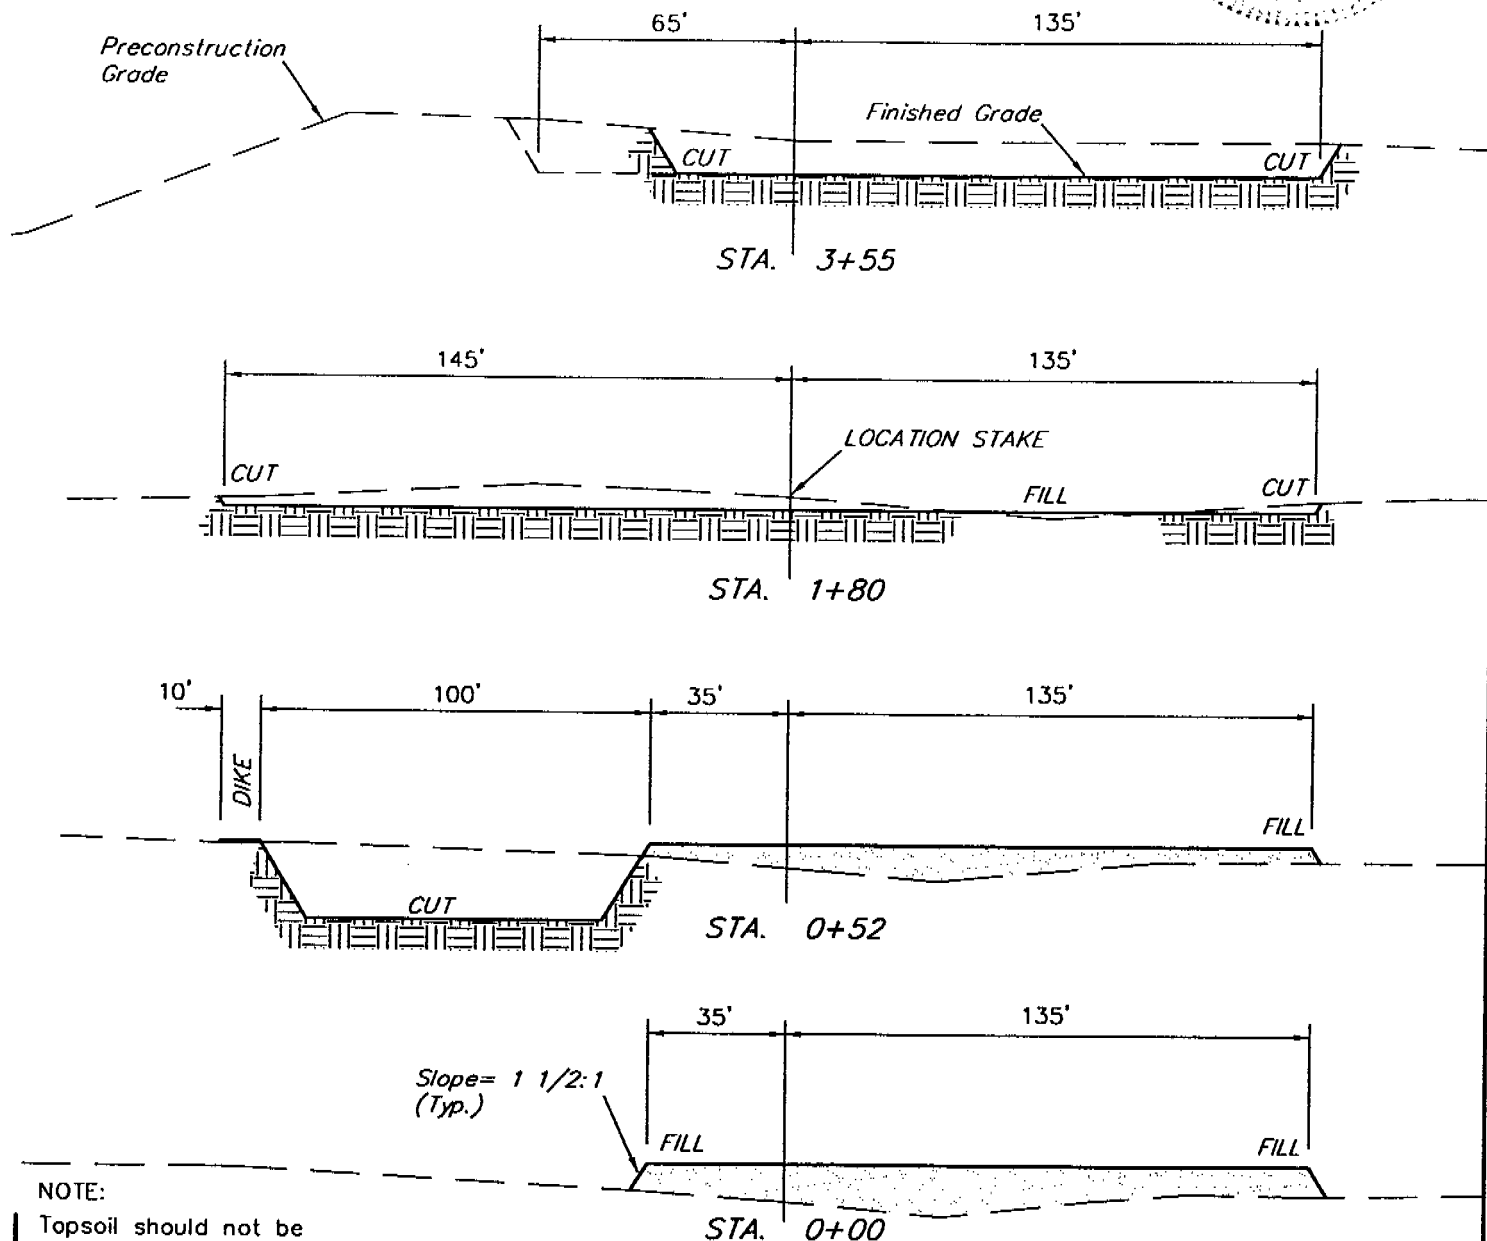 65' 135'
Preconstruction
Grade
Finished Grade
CUT CUT
STA. 3+55
145' 135'
LOCATION STAKE
CUT FILL CUT
STA. 1+80
10' 100' 35' 135'
DIKE
FILL
CUT
STA. 0+52
35' 135'
Slope= 1 1/2:1
(Typ.)
FILL FILL
NOTE:
Topsoil should not be
STA. 0+00